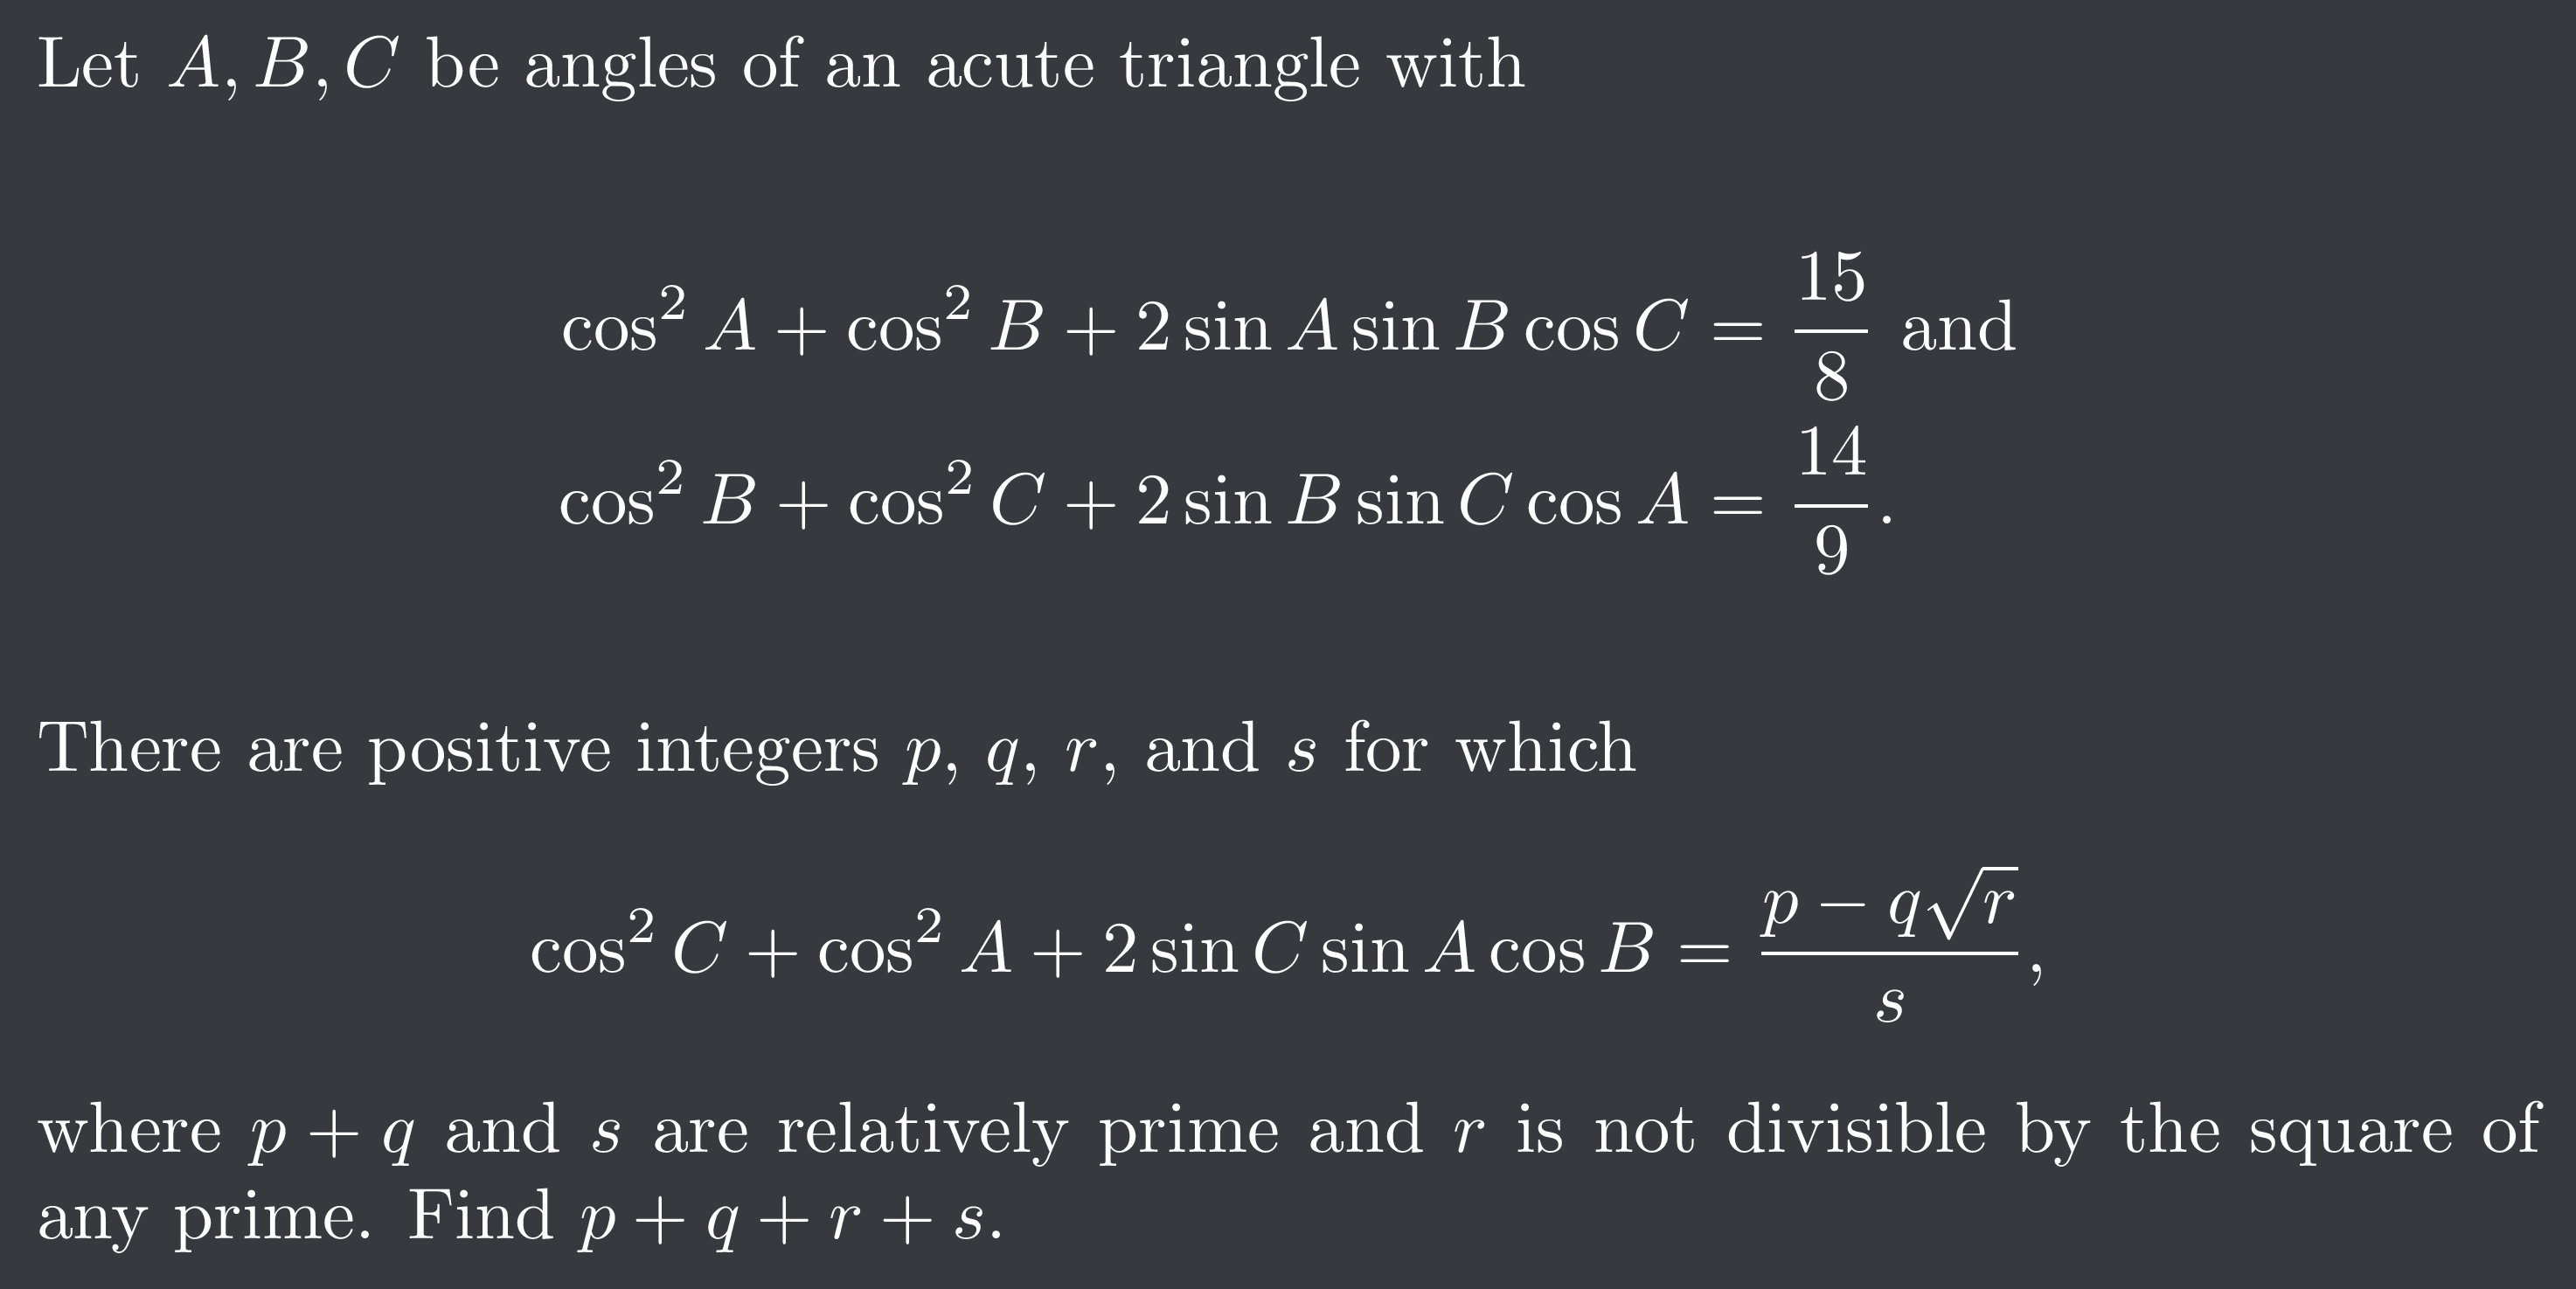 Let A, B, C be angles of an acute triangle with
cos² A + cos² B + 2 sin A sin B cos C = 15/8 and
cos² B + cos² C + 2 sin B sin C cos A = 14/9.
There are positive integers p, q, r, and s for which
cos² C + cos² A + 2 sin C sin A cos B = (p − q√r)/s,
where p + q and s are relatively prime and r is not divisible by the square of
any prime. Find p + q + r + s.